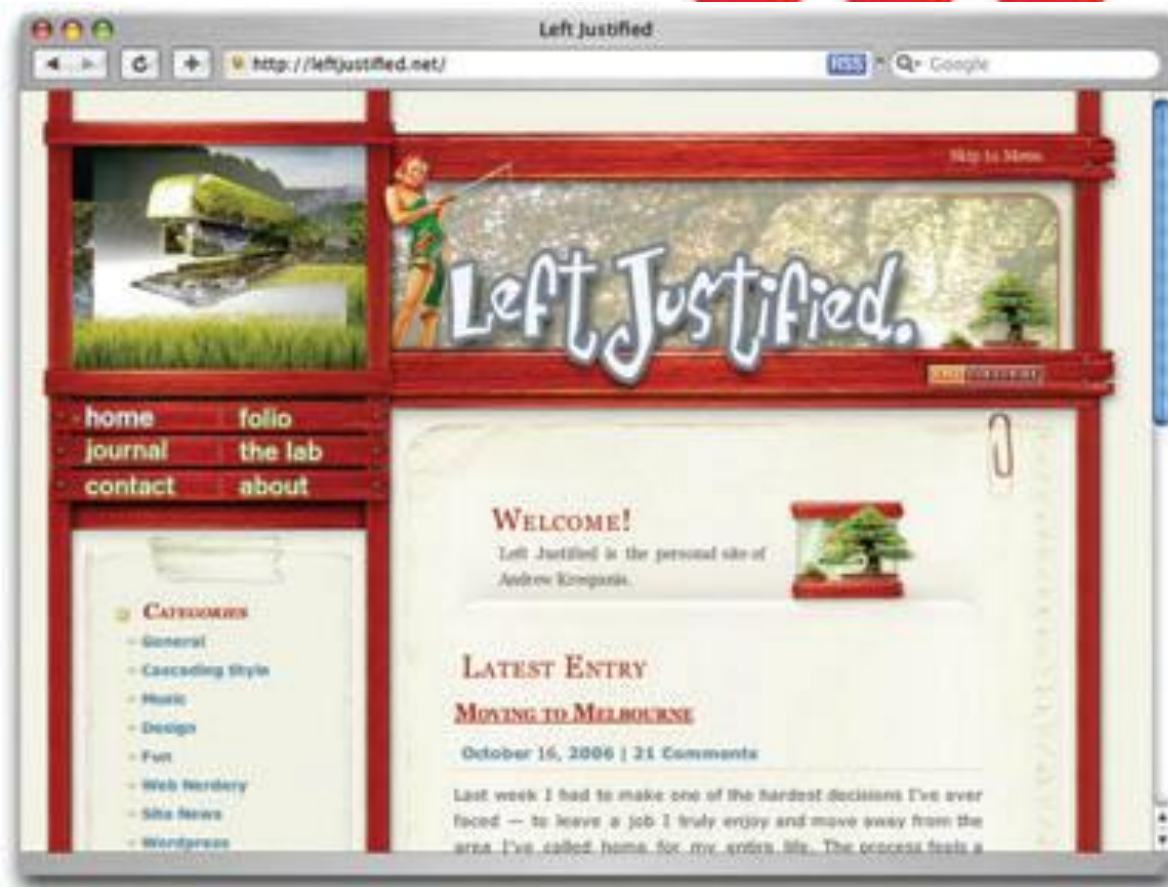 Left Justified
http://leftjustified.net/
RSS
Google
Skip to Menu
Left Justified.
home
folio
journal
the lab
contact
about
WELCOME!
Left Justified is the personal site of
Andrew
CATEGORIES
- General
- Cascading Style
- Music
- Design
- Fun
- Web Nerdery
- Site News
- Wordpress
LATEST ENTRY
MOVING TO MELBOURNE
October 16, 2006 | 21 Comments
Last week I had to make one of the hardest decisions I've ever
faced — to leave a job I truly enjoy and move away from the
area I've called home for my entire life. The process feels a